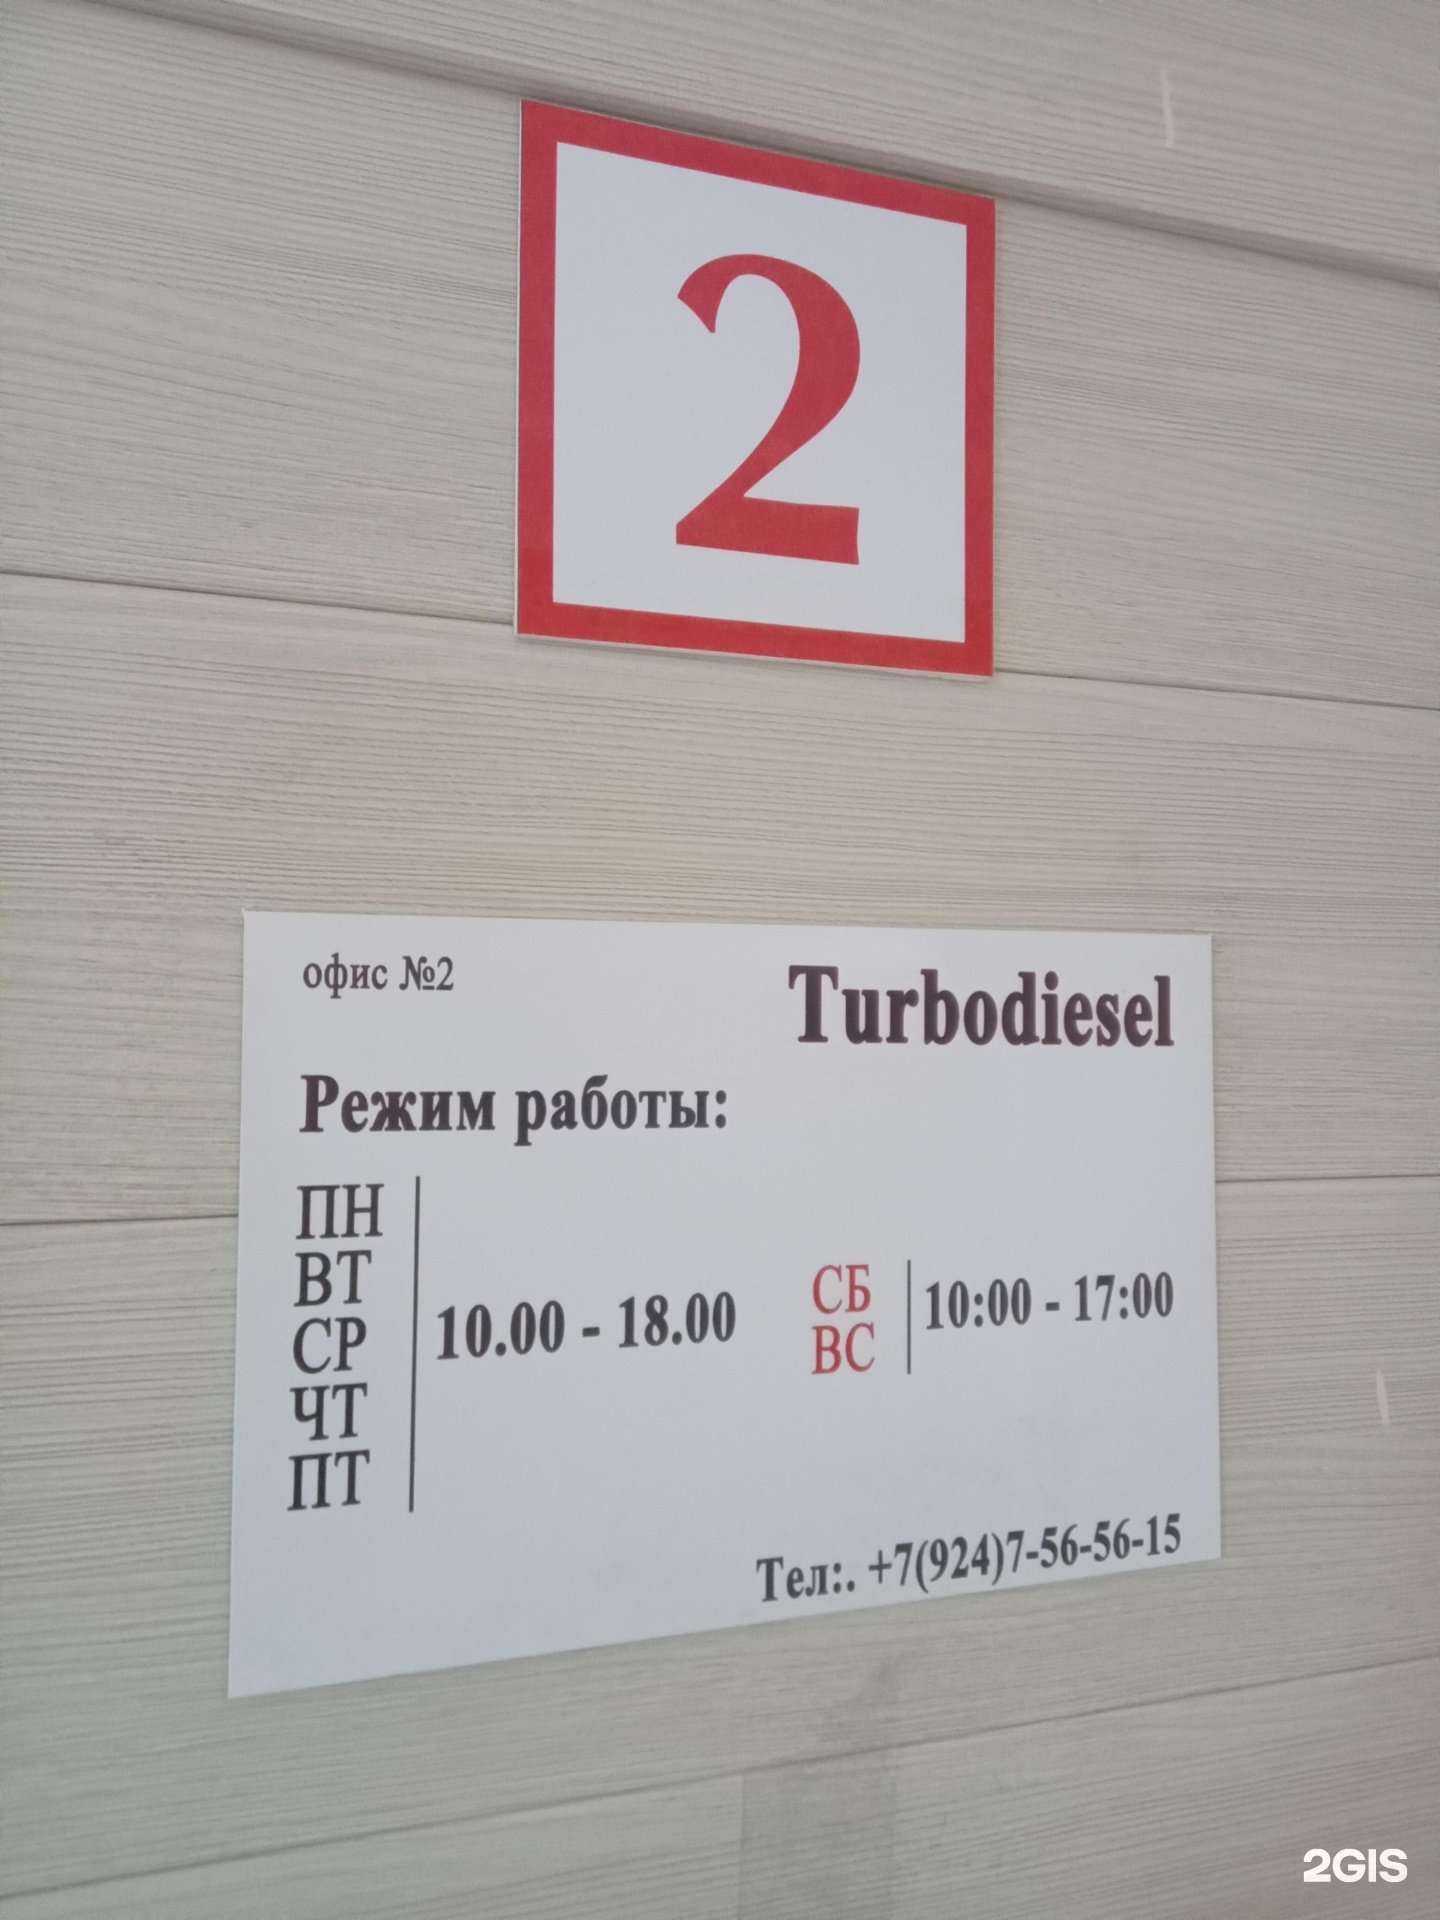 2
офис №2
Turbodiesel
Режим работы:
ПН
ВТ
СР
ЧТ
ПТ
10.00 - 18.00
СБ
ВС
10:00 - 17:00
Тел:. +7(924)7-56-56-15
2GIS